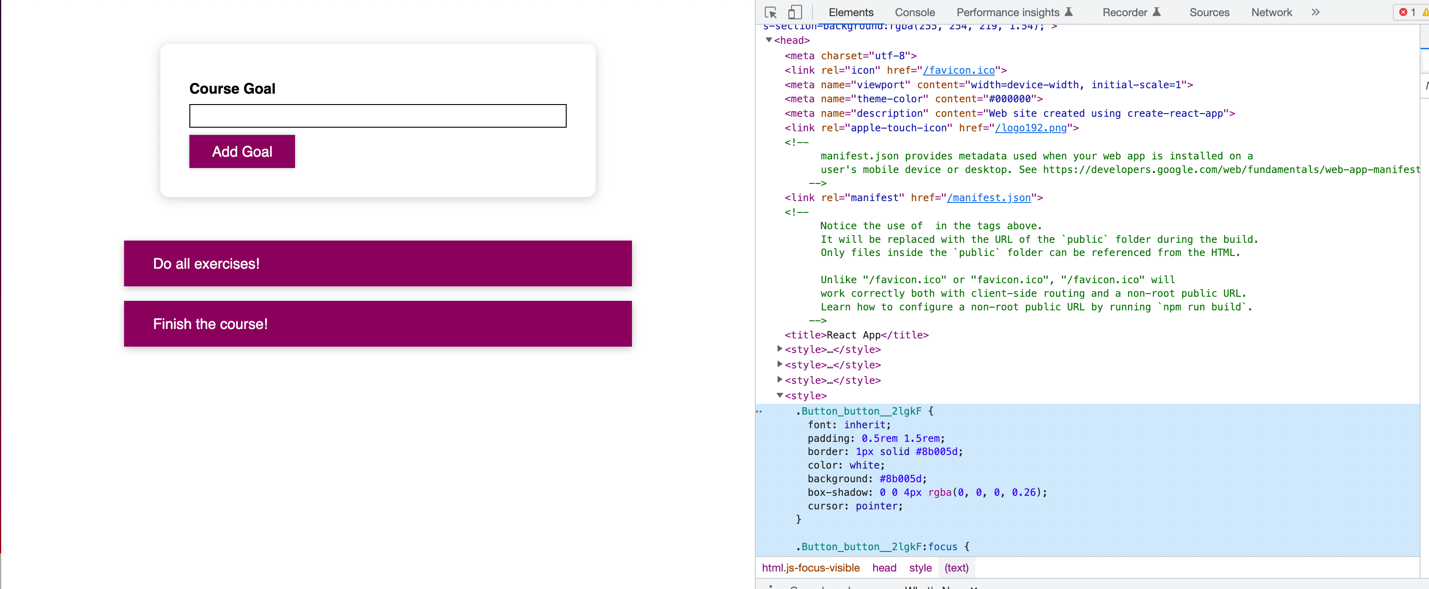 Course Goal
Add Goal
Do all exercises!
Finish the course!
Elements Console Performance insights Recorder Sources Network »
1
s-section-background:rgba(255, 254, 219, 1.54); >
<head>
<meta charset="utf-8">
<link rel="icon" href="/favicon.ico">
<meta name="viewport" content="width=device-width, initial-scale=1">
<meta name="theme-color" content="#000000">
<meta name="description" content="Web site created using create-react-app">
<link rel="apple-touch-icon" href="/logo192.png">
<!--
manifest.json provides metadata used when your web app is installed on a
user's mobile device or desktop. See https://developers.google.com/web/fundamentals/web-app-manifest
-->
<link rel="manifest" href="/manifest.json">
<!--
Notice the use of  in the tags above.
It will be replaced with the URL of the `public` folder during the build.
Only files inside the `public` folder can be referenced from the HTML.
Unlike "/favicon.ico" or "favicon.ico", "/favicon.ico" will
work correctly both with client-side routing and a non-root public URL.
Learn how to configure a non-root public URL by running `npm run build`.
-->
<title>React App</title>
<style>…</style>
<style>…</style>
<style>…</style>
<style>
.Button_button__2lgkF {
font: inherit;
padding: 0.5rem 1.5rem;
border: 1px solid #8b005d;
color: white;
background: #8b005d;
box-shadow: 0 0 4px rgba(0, 0, 0, 0.26);
cursor: pointer;
}
.Button_button__2lgkF:focus {
html.js-focus-visible head style (text)